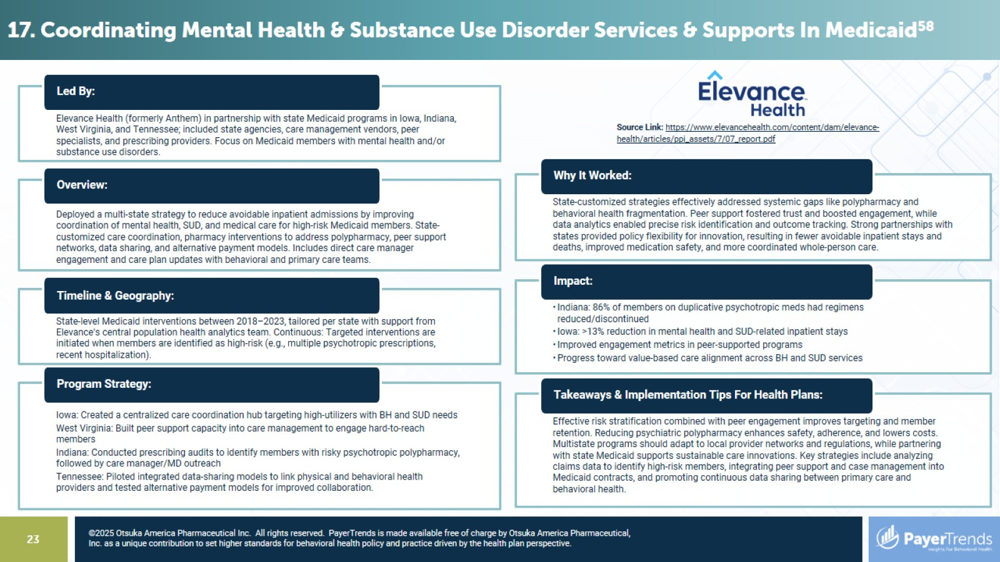 17. Coordinating Mental Health & Substance Use Disorder Services & Supports In Medicaid58
Led By:
Elevance Health (formerly Anthem) in partnership with state Medicaid programs in Iowa, Indiana,
West Virginia, and Tennessee; included state agencies, care management vendors, peer
specialists, and prescribing providers. Focus on Medicaid members with mental health and/or
substance use disorders.
Overview:
Deployed a multi-state strategy to reduce avoidable inpatient admissions by improving
coordination of mental health, SUD, and medical care for high-risk Medicaid members. State-
customized care coordination, pharmacy interventions to address polypharmacy, peer support
networks, data sharing, and alternative payment models. Includes direct care manager
engagement and care plan updates with behavioral and primary care teams.
Timeline & Geography:
State-level Medicaid interventions between 2018–2023, tailored per state with support from
Elevance's central population health analytics team. Continuous: Targeted interventions are
initiated when members are identified as high-risk (e.g., multiple psychotropic prescriptions,
recent hospitalization).
Program Strategy:
Iowa: Created a centralized care coordination hub targeting high-utilizers with BH and SUD needs
West Virginia: Built peer support capacity into care management to engage hard-to-reach
members
Indiana: Conducted prescribing audits to identify members with risky psychotropic polypharmacy,
followed by care manager/MD outreach
Tennessee: Piloted integrated data-sharing models to link physical and behavioral health
providers and tested alternative payment models for improved collaboration.
Elevance
Health
Source Link: https://www.elevancehealth.com/content/dam/elevance-
health/articles/ppi_assets/7/07_report.pdf
Why It Worked:
State-customized strategies effectively addressed systemic gaps like polypharmacy and
behavioral health fragmentation. Peer support fostered trust and boosted engagement, while
data analytics enabled precise risk identification and outcome tracking. Strong partnerships with
states provided policy flexibility for innovation, resulting in fewer avoidable inpatient stays and
deaths, improved medication safety, and more coordinated whole-person care.
Impact:
• Indiana: 86% of members on duplicative psychotropic meds had regimens
reduced/discontinued
• Iowa: >13% reduction in mental health and SUD-related inpatient stays
• Improved engagement metrics in peer-supported programs
• Progress toward value-based care alignment across BH and SUD services
Takeaways & Implementation Tips For Health Plans:
Effective risk stratification combined with peer engagement improves targeting and member
retention. Reducing psychiatric polypharmacy enhances safety, adherence, and lowers costs.
Multistate programs should adapt to local provider networks and regulations, while partnering
with state Medicaid supports sustainable care innovations. Key strategies include analyzing
claims data to identify high-risk members, integrating peer support and case management into
Medicaid contracts, and promoting continuous data sharing between primary care and
behavioral health.
23
©2025 Otsuka America Pharmaceutical Inc. All rights reserved. PayerTrends is made available free of charge by Otsuka America Pharmaceutical,
Inc. as a unique contribution to set higher standards for behavioral health policy and practice driven by the health plan perspective.
PayerTrends
Insights For Behavioral Health